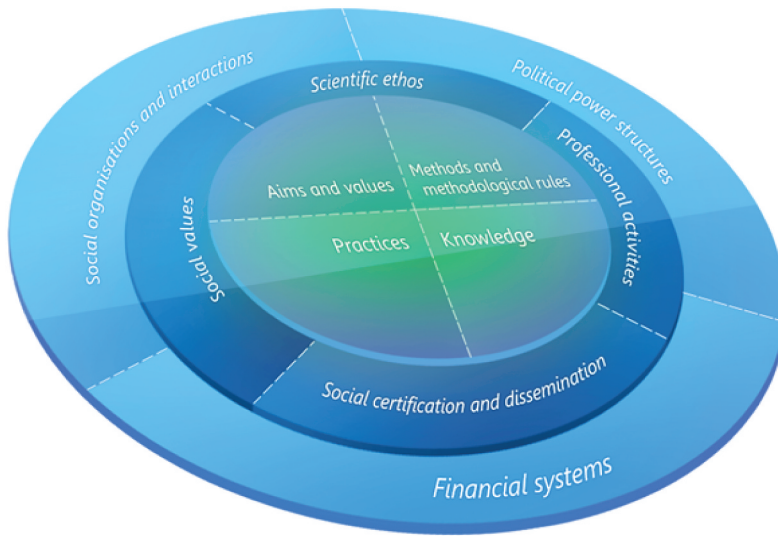 Social organisations and interactions
Political power structures
Financial systems
Scientific ethos
Professional activities
Social certification and dissemination
Social values
Aims and values
Methods and
methodological rules
Practices
Knowledge